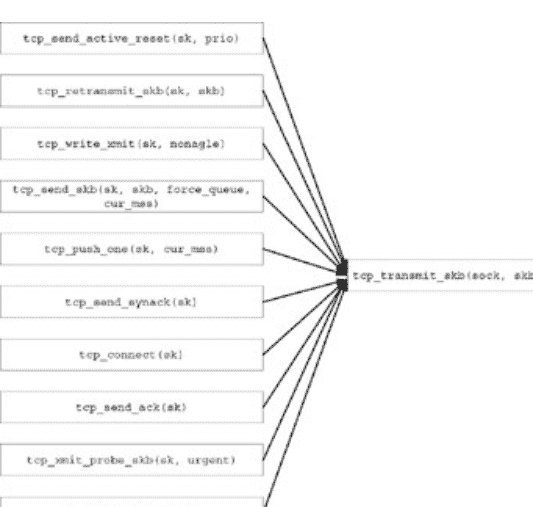 tcp_send_active_reset(sk, prio)
tcp_retransmit_skb(sk, skb)
tcp_write_xmit(sk, nonagle)
tcp_send_skb(sk, skb, force_queue,
cur_mss)
tcp_push_one(sk, cur_mss)
tcp_send_synack(sk)
tcp_connect(sk)
tcp_send_ack(sk)
tcp_xmit_probe_skb(sk, urgent)
tcp_transmit_skb(sock, skb